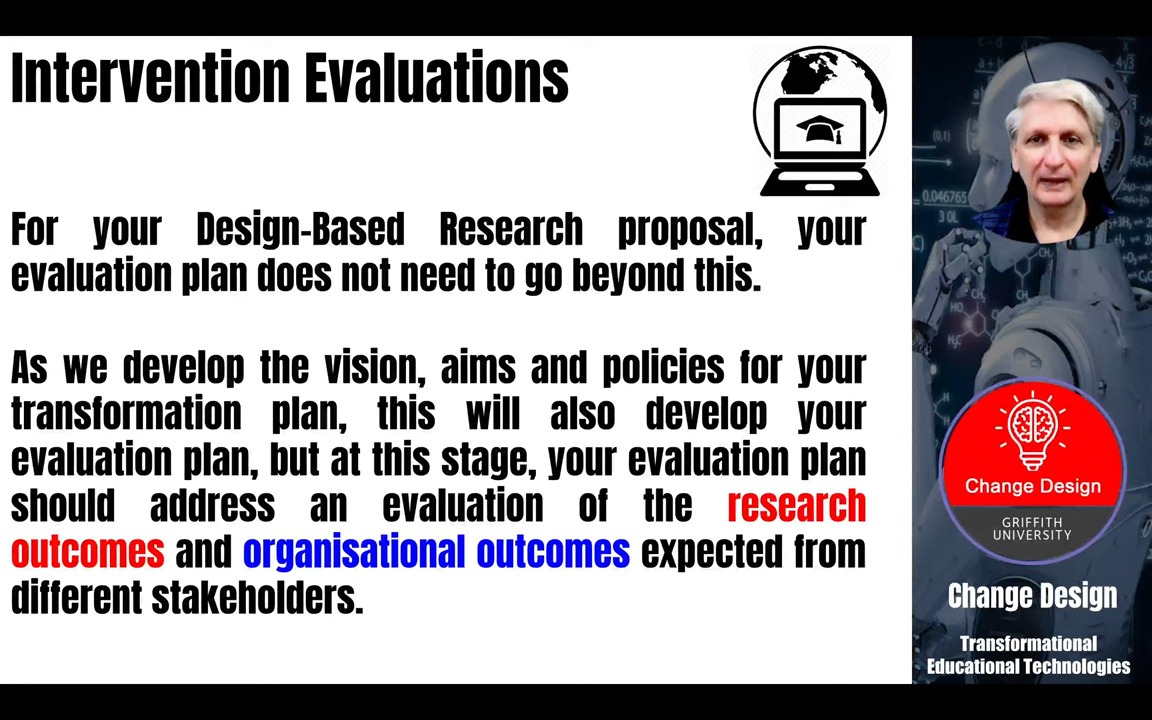 Intervention Evaluations
For your Design-Based Research proposal, your
evaluation plan does not need to go beyond this.
As we develop the vision, aims and policies for your
transformation plan, this will also develop your
evaluation plan, but at this stage, your evaluation plan
should address an evaluation of the research
outcomes and organisational outcomes expected from
different stakeholders.
0.046765
Change Design
GRIFFITH
UNIVERSITY
Change Design
Transformational
Educational Technologies